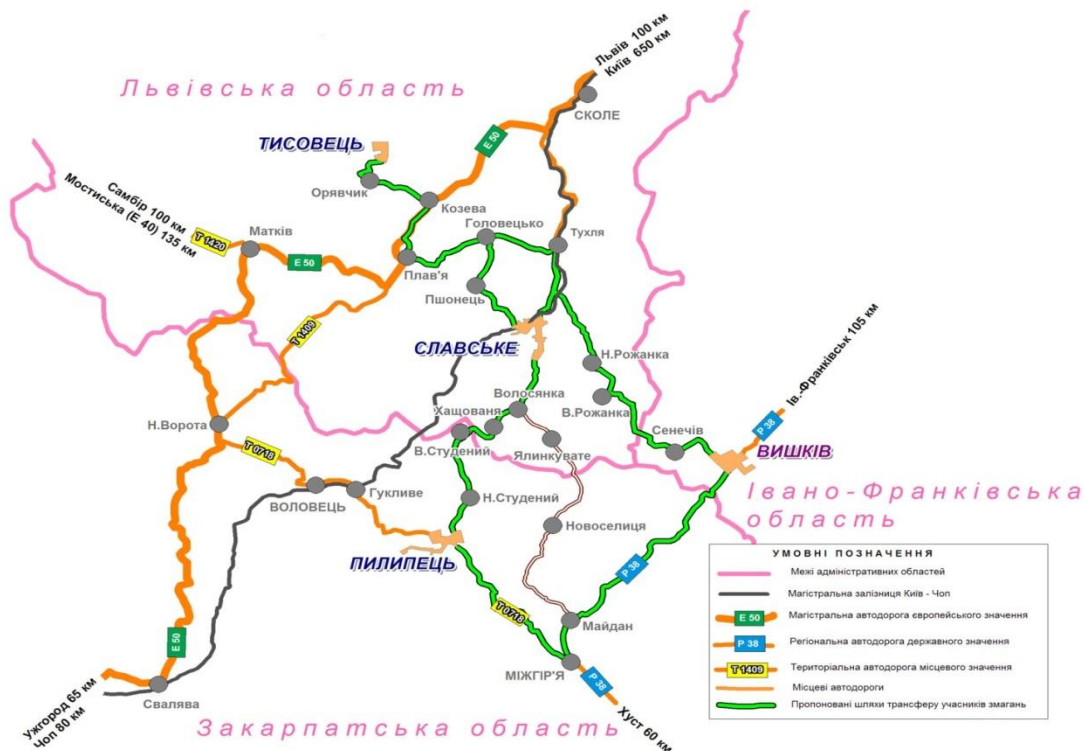 Львів 100 км
Київ 650 км
Львівська область
СКОЛЕ
E 50
ТИСОВЕЦЬ
Орявчик
Козева
Самбір 100 км
Мостиська (Е 40) 135 км
Т 1420
Матків
E 50
Головецько
Тухля
Плав'я
Пшонець
Т 1409
СЛАВСЬКЕ
Н.Рожанка
Ів.-Франківськ 105 км
В.Рожанка
Волосянка
Хащованя
Н.Ворота
Р 38
Сенечів
ВИШКІВ
Т 0718
В.Студений
Ялинкувате
ВОЛОВЕЦЬ
Гукливе
Н.Студений
Івано-Франківська
область
Новоселиця
ПИЛИПЕЦЬ
Р 38
Т 0718
Майдан
E 50
МІЖГІР'Я
Р 38
Хуст 60 км
Ужгород 65 км
Чоп 80 км
Свалява
Закарпатська область
УМОВНІ ПОЗНАЧЕННЯ
Межі адміністративних областей
Магістральна залізниця Київ - Чоп
E 50 Магістральна автодорога європейського значення
Р 38 Регіональна автодорога державного значення
Т 1409 Територіальна автодорога місцевого значення
Місцеві автодороги
Пропоновані шляхи трансферу учасників змагань